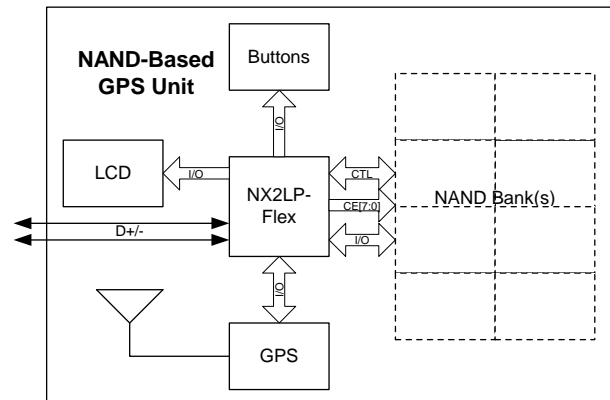 NAND-Based
GPS Unit
Buttons
I/O
LCD
I/O
NX2LP-
Flex
CTL
CE[7:0]
I/O
NAND Bank(s)
D+/-
I/O
GPS